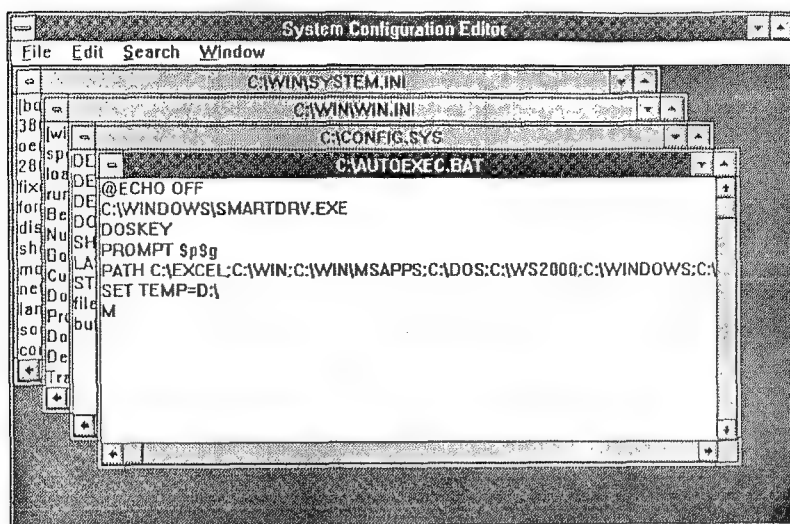 System Configuration Editor
File Edit Search Window
C:\WIN\SYSTEM.INI
C:\WIN\WIN.INI
C:\CONFIG.SYS
C:\AUTOEXEC.BAT
@ECHO OFF
C:\WINDOWS\SMARTDRV.EXE
DOSKEY
PROMPT $p$g
PATH C:\EXCEL;C:\WIN;C:\WIN\MSAPPS;C:\DOS;C:\WS2000;C:\WINDOWS;C:\
SET TEMP=D:\
M